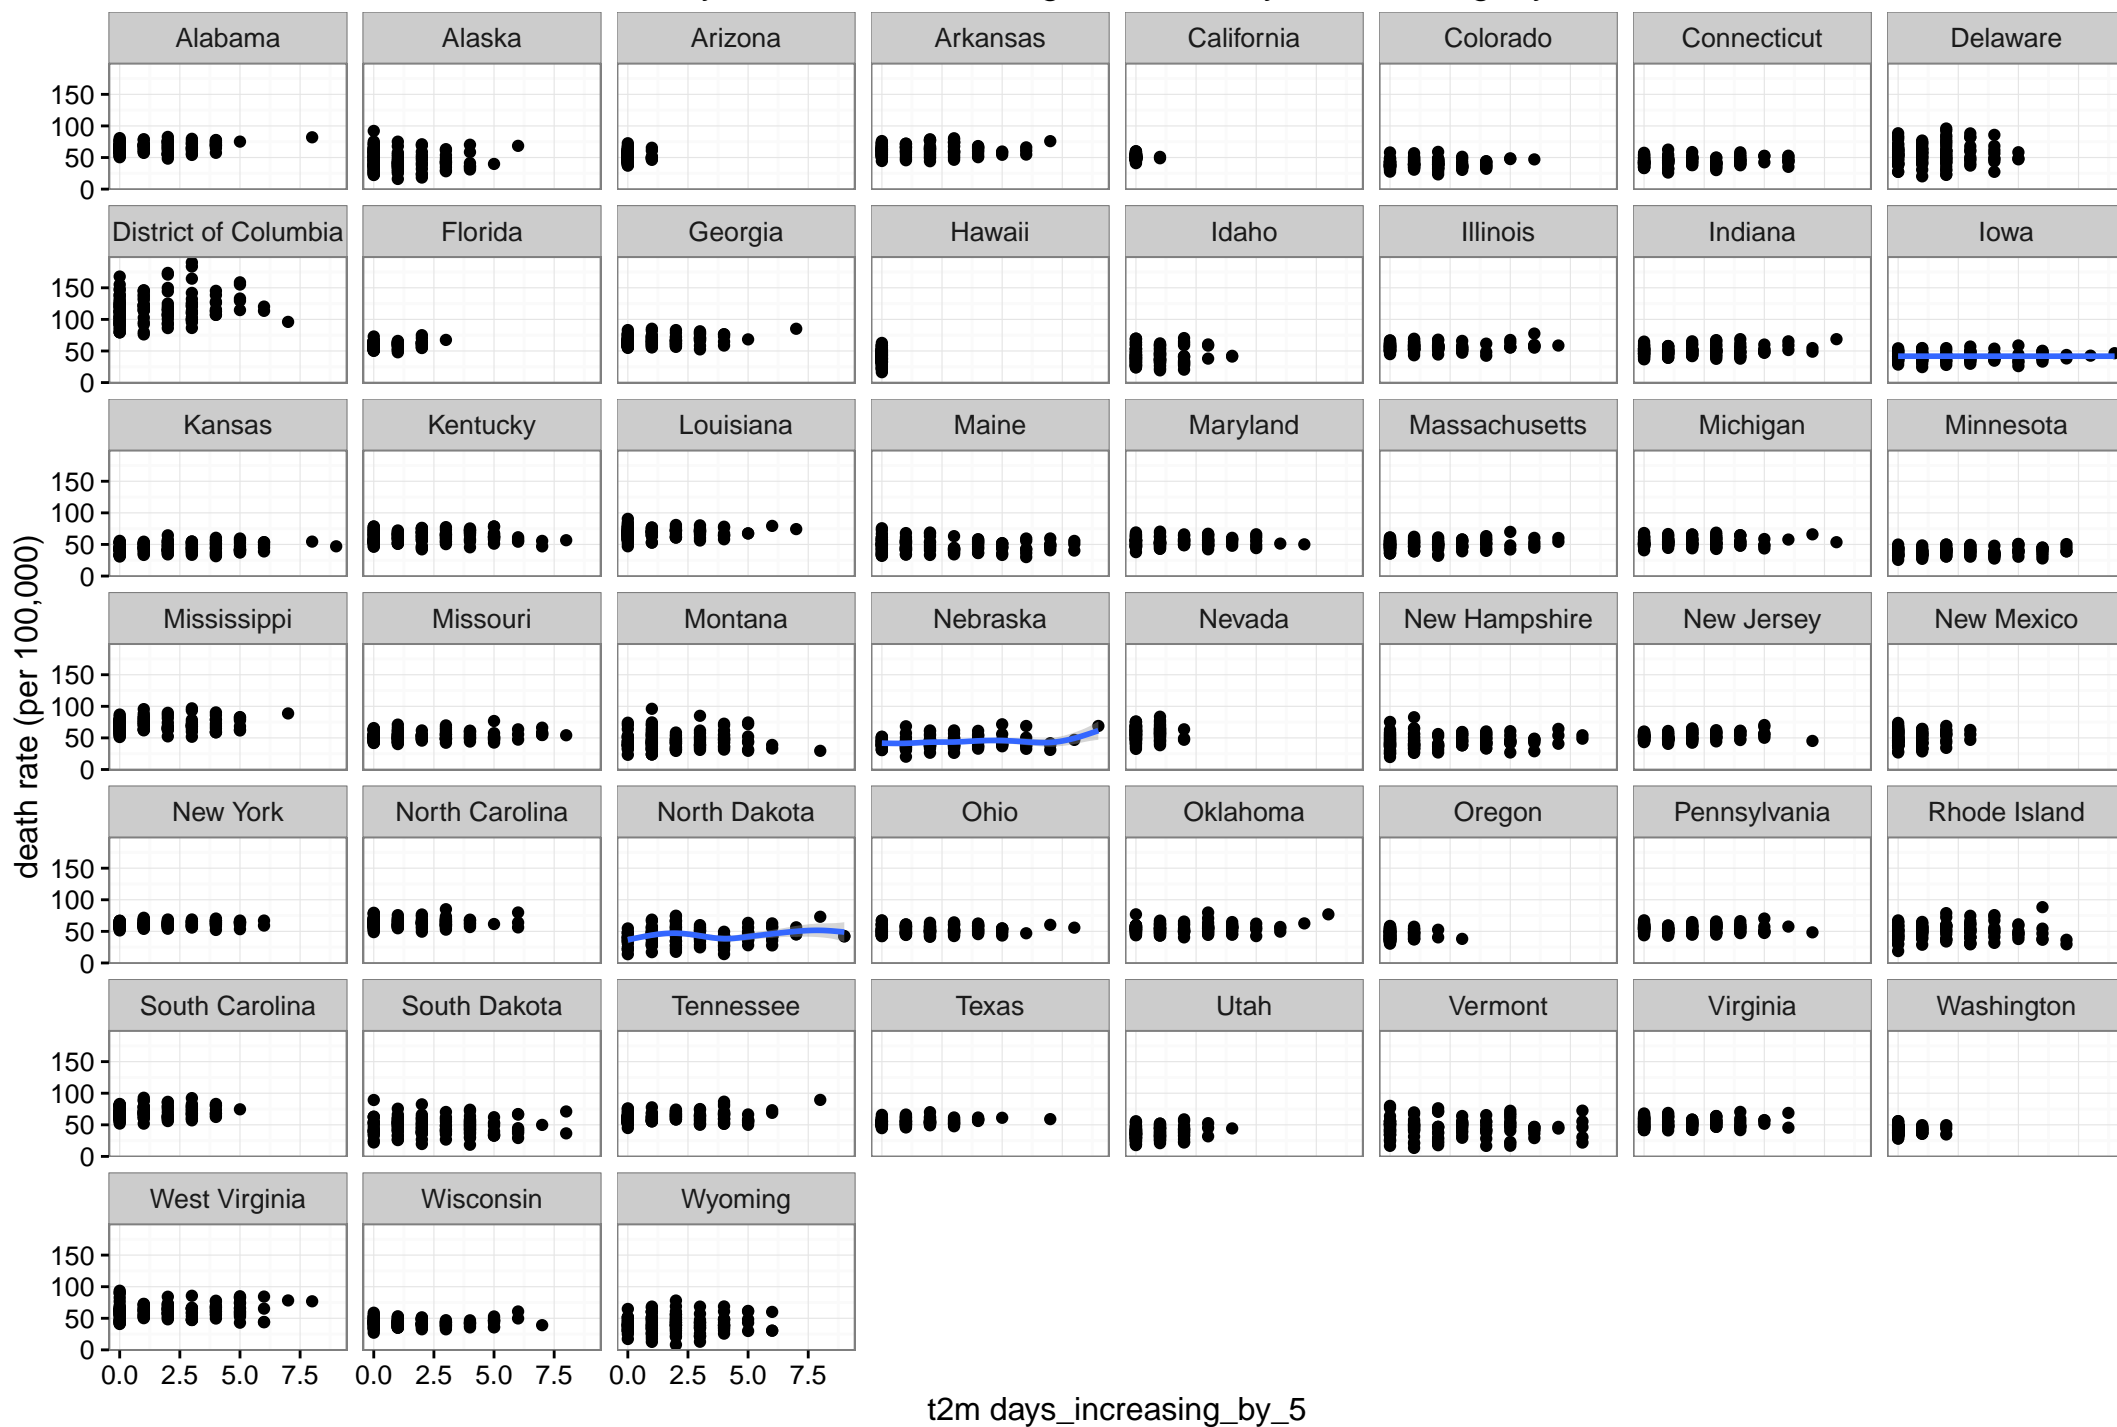 Alabama Alaska Arizona Arkansas California Colorado Connecticut Delaware
150
100
50
0
District of Columbia Florida Georgia Hawaii Idaho Illinois Indiana Iowa
150
100
50
0
Kansas Kentucky Louisiana Maine Maryland Massachusetts Michigan Minnesota
150
100
50
0
Mississippi Missouri Montana Nebraska Nevada New Hampshire New Jersey New Mexico
150
100
50
0
New York North Carolina North Dakota Ohio Oklahoma Oregon Pennsylvania Rhode Island
150
100
50
0
South Carolina South Dakota Tennessee Texas Utah Vermont Virginia Washington
150
100
50
0
West Virginia Wisconsin Wyoming
150
100
50
0
0.0 2.5 5.0 7.5 0.0 2.5 5.0 7.5 0.0 2.5 5.0 7.5
t2m days_increasing_by_5
death rate (per 100,000)